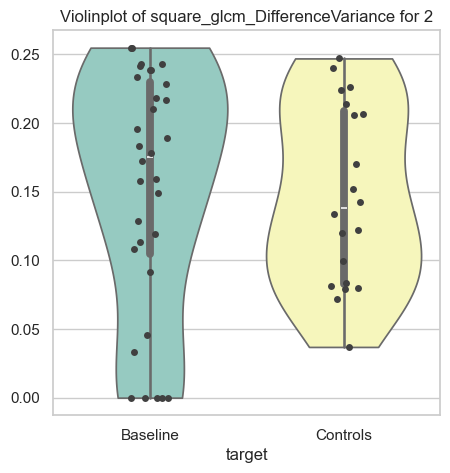 Violinplot of square_glcm_DifferenceVariance for 2
0.25
0.20
0.15
0.10
0.05
0.00
Baseline
Controls
target